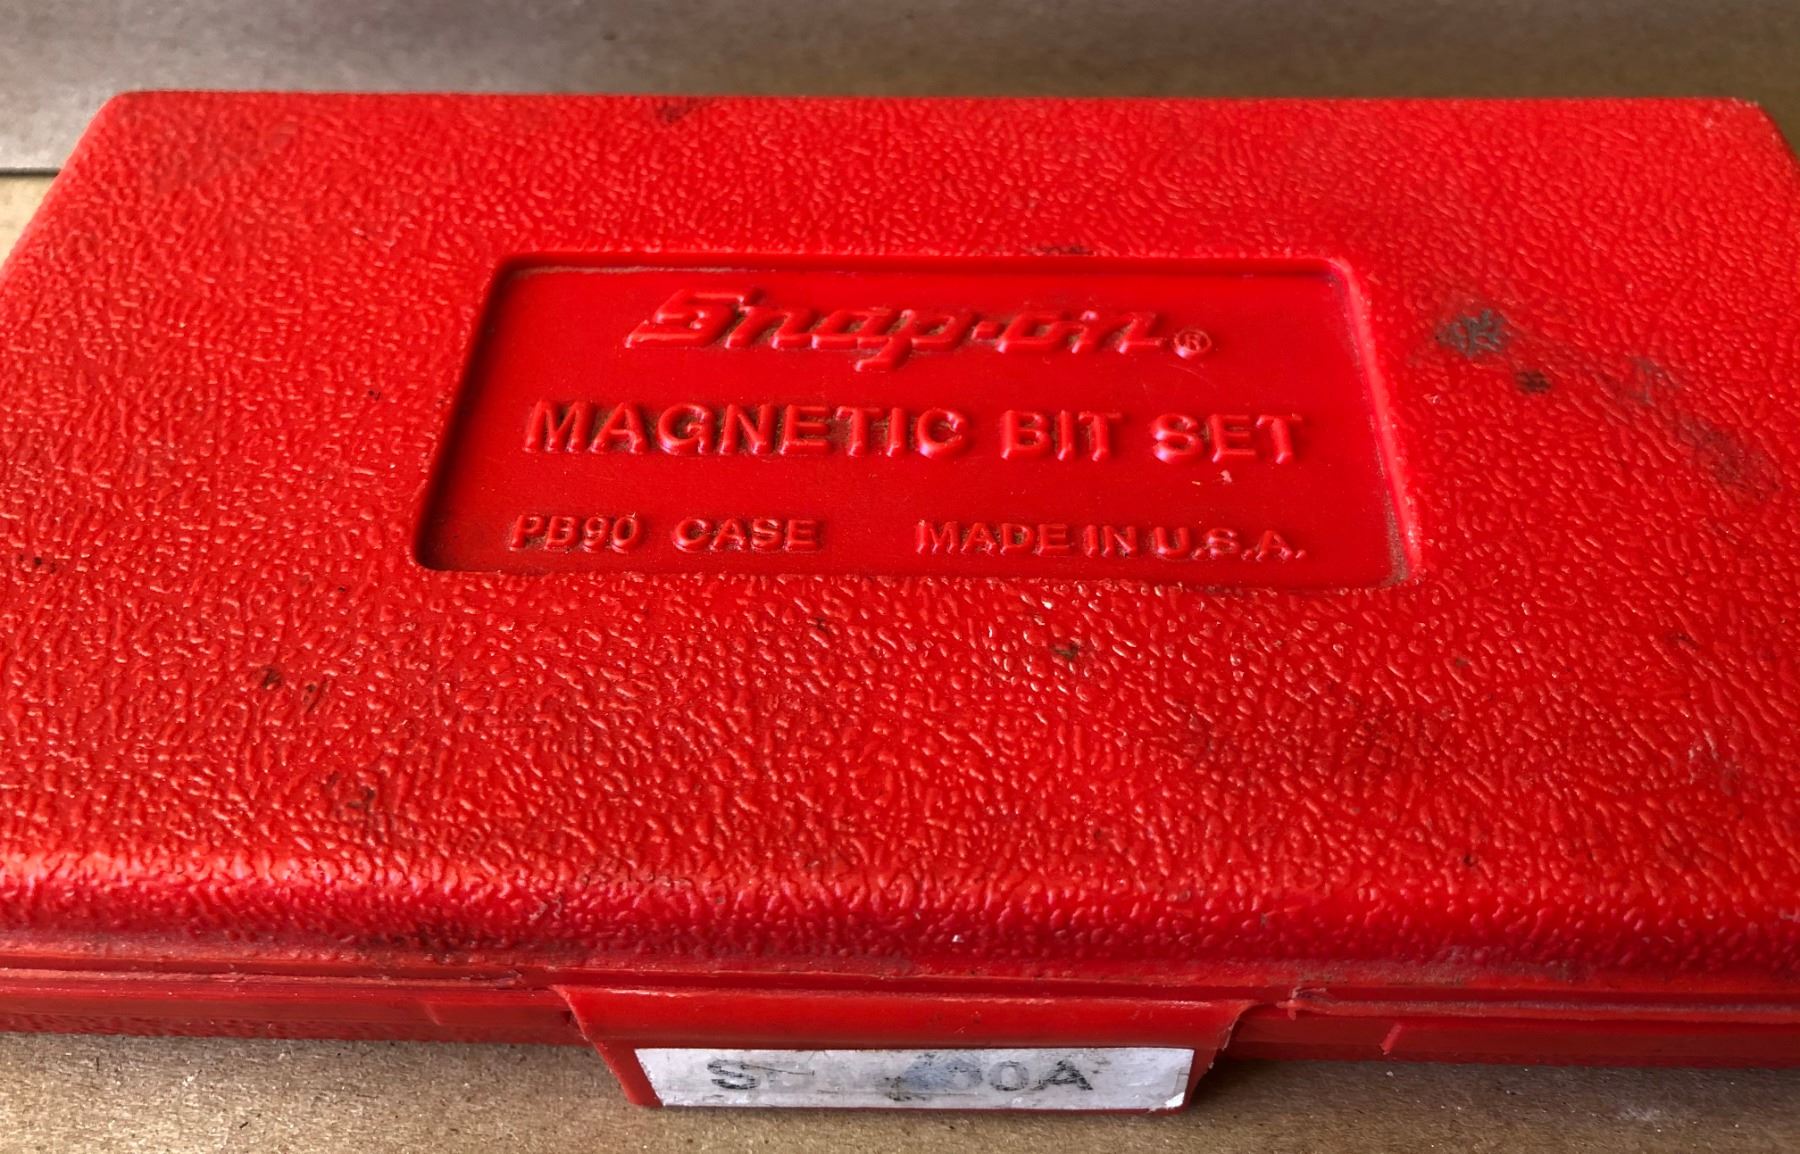 Snap-on®
MAGNETIC BIT SET
PB90 CASE MADE IN U.S.A.